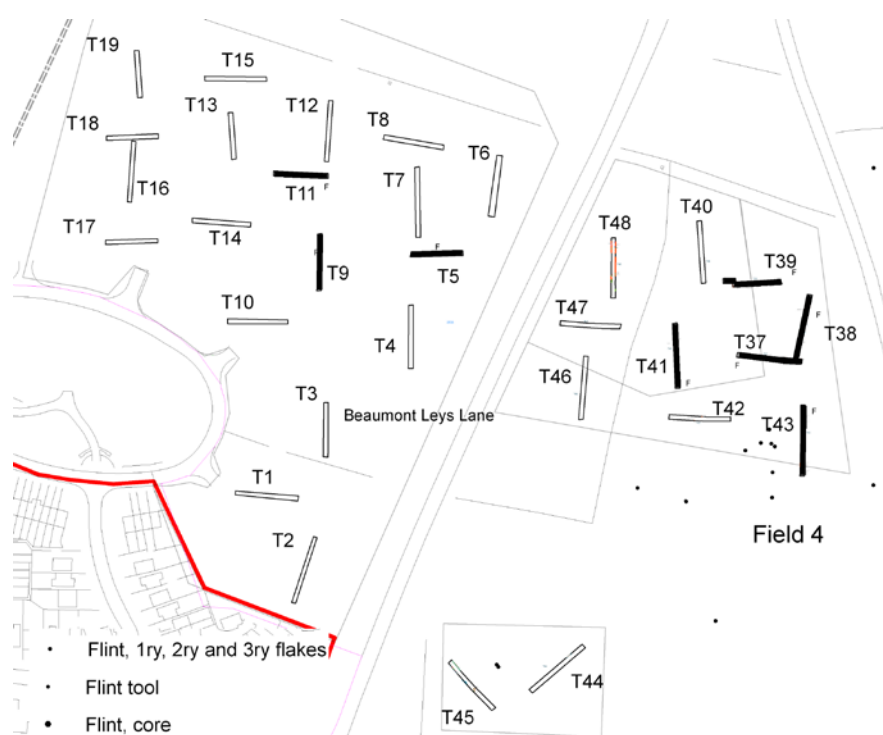 T19
T15
T13
T12
T8
T18
T6
T16
T11
F
T7
T40
T48
T17
T14
F
F
T39
F
T9
T5
T10
T47
T38
F
T4
T37
T41
F
T46
F
T3
Beaumont Leys Lane
T42
T43
F
T1
Field 4
T2
Flint, 1ry, 2ry and 3ry flakes
Flint tool
T44
T45
Flint, core